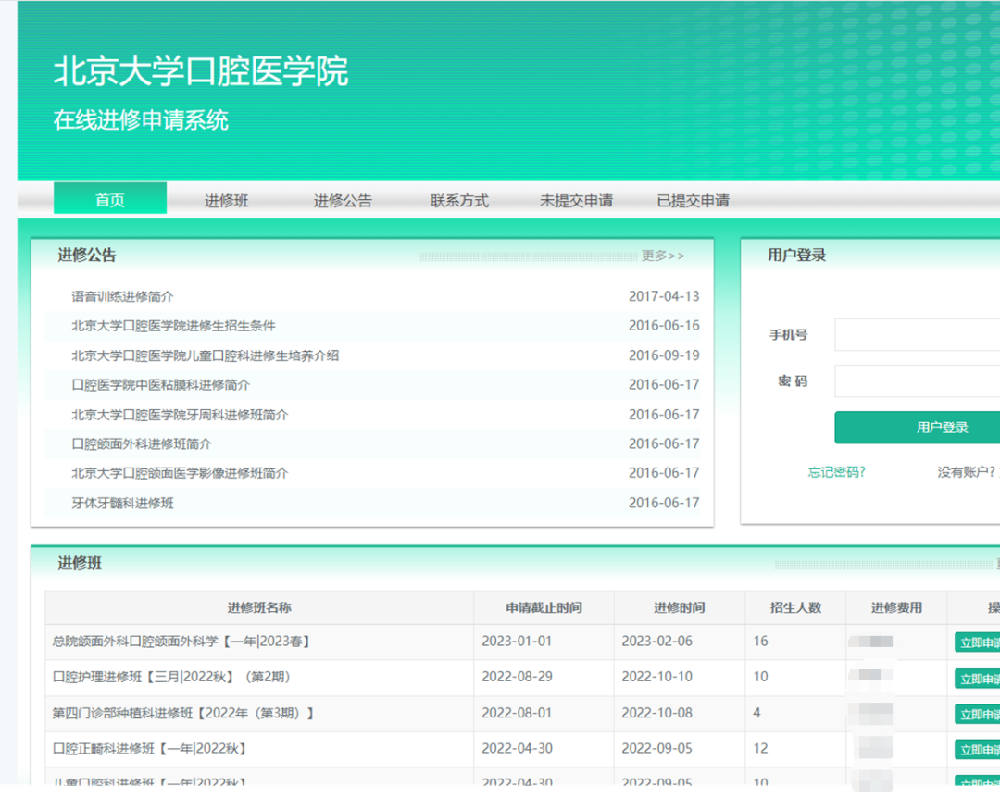 北京大学口腔医学院
在线进修申请系统
首页 进修班 进修公告 联系方式 未提交申请 已提交申请
进修公告 更多>>
语音训练进修简介 2017-04-13
北京大学口腔医学院进修生招生条件 2016-06-16
北京大学口腔医学院儿童口腔科进修生培养介绍 2016-09-19
口腔医学院中医粘膜科进修简介 2016-06-17
北京大学口腔医学院牙周科进修班简介 2016-06-17
口腔颌面外科进修班简介 2016-06-17
北京大学口腔颌面医学影像进修班简介 2016-06-17
牙体牙髓科进修班 2016-06-17
用户登录
手机号
密 码
用户登录
忘记密码? 没有账户?
进修班
进修班名称 申请截止时间 进修时间 招生人数 进修费用
总院颌面外科口腔颌面外科学【一年|2023春】 2023-01-01 2023-02-06 16 立即申请
口腔护理进修班【三月|2022秋】（第2期） 2022-08-29 2022-10-10 10 立即申请
第四门诊部种植科进修班【2022年（第3期）】 2022-08-01 2022-10-08 4 立即申请
口腔正畸科进修班【一年|2022秋】 2022-04-30 2022-09-05 12 立即申请
儿童口腔科进修班【一年|2022秋】 2022-04-30 2022-09-05 10 立即申请